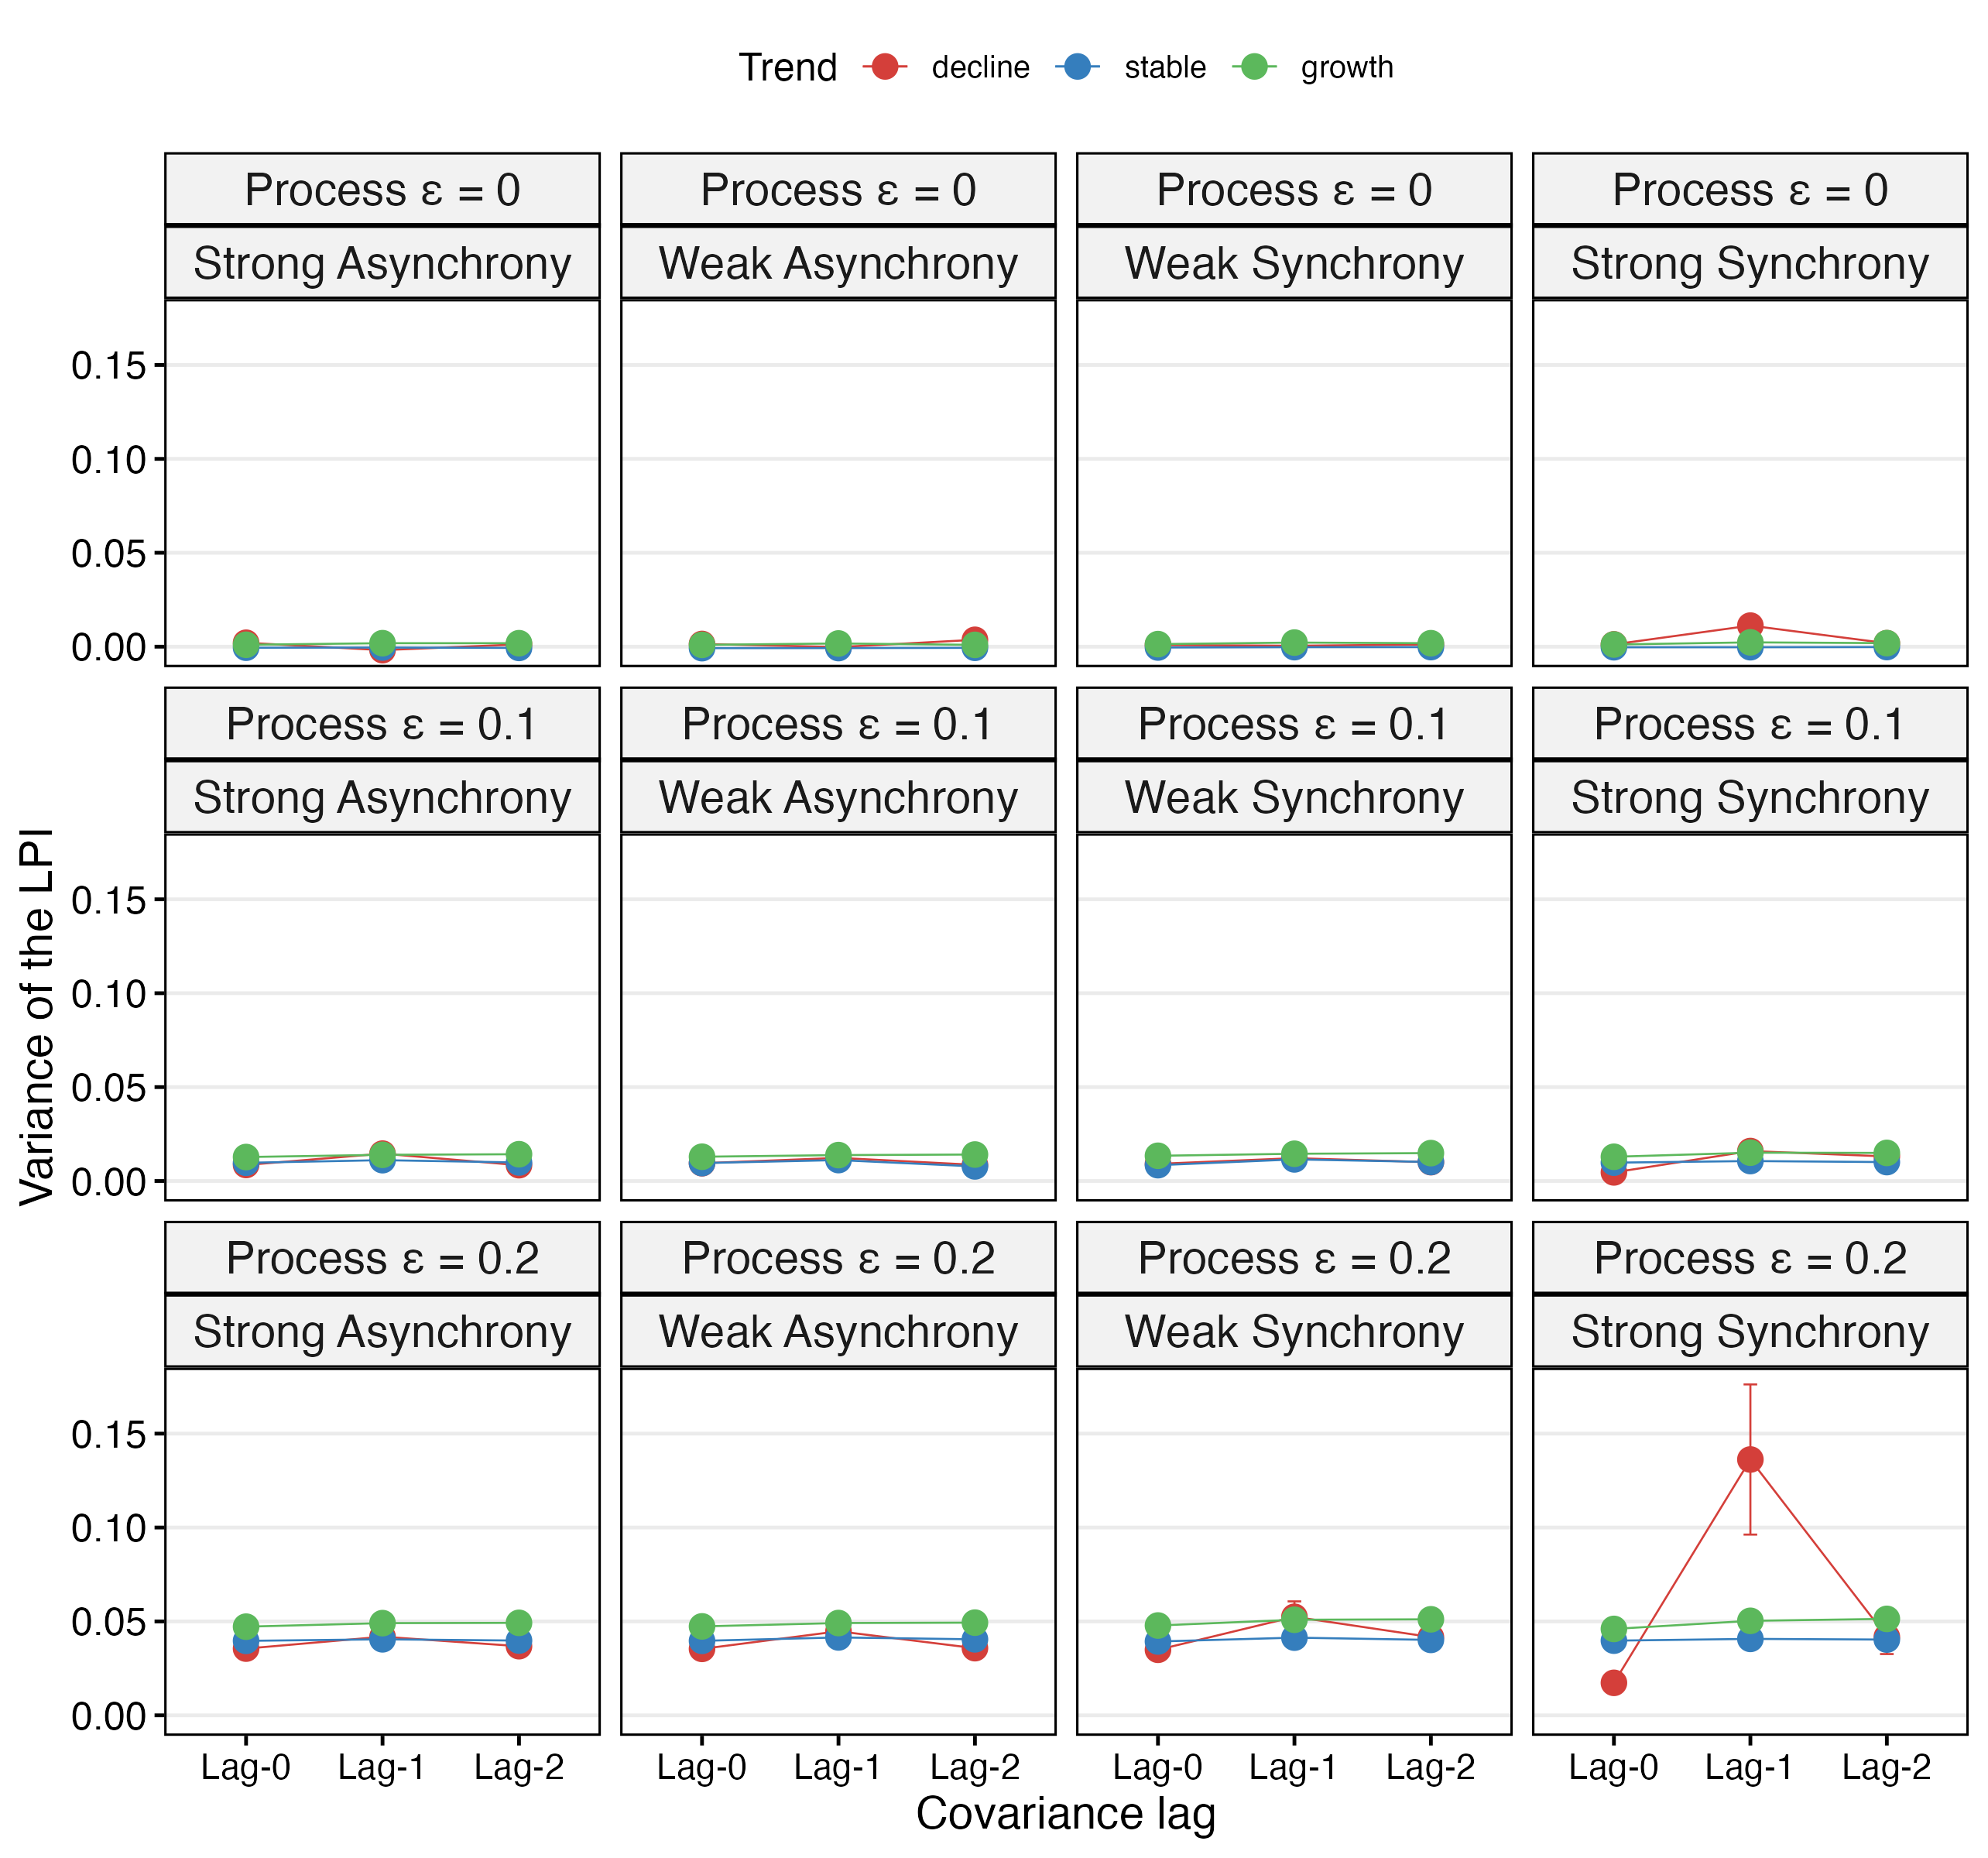 Trend decline stable growth
Process ε = 0 Process ε = 0 Process ε = 0 Process ε = 0
Strong Asynchrony Weak Asynchrony Weak Synchrony Strong Synchrony
0.15
0.10
0.05
0.00
Process ε = 0.1 Process ε = 0.1 Process ε = 0.1 Process ε = 0.1
Strong Asynchrony Weak Asynchrony Weak Synchrony Strong Synchrony
Variance of the LPI
0.15
0.10
0.05
0.00
Process ε = 0.2 Process ε = 0.2 Process ε = 0.2 Process ε = 0.2
Strong Asynchrony Weak Asynchrony Weak Synchrony Strong Synchrony
0.15
0.10
0.05
0.00
Lag-0 Lag-1 Lag-2 Lag-0 Lag-1 Lag-2 Lag-0 Lag-1 Lag-2 Lag-0 Lag-1 Lag-2
Covariance lag